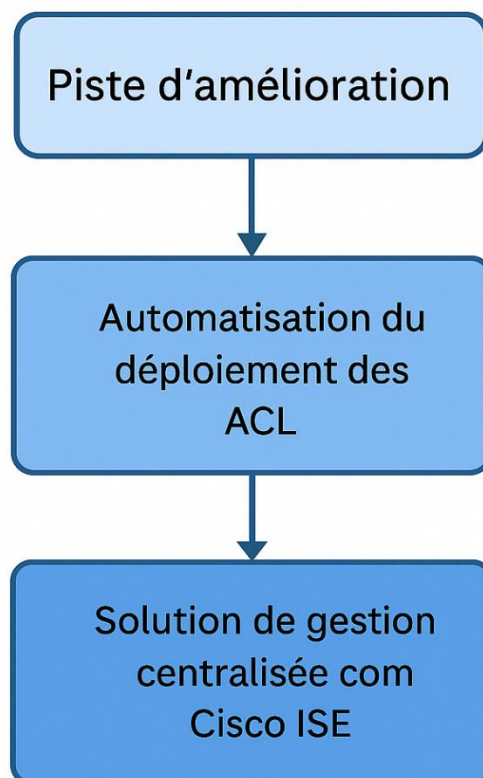 Piste d'amélioration
Automatisation du
déploiement des
ACL
Solution de gestion
centralisée com
Cisco ISE